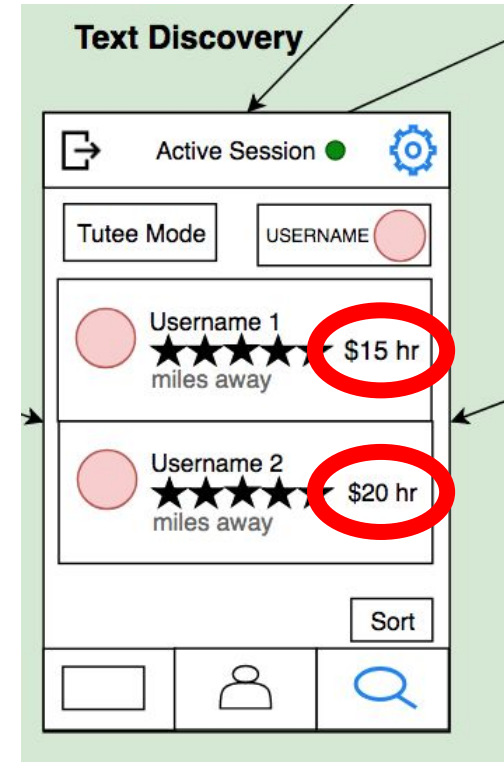 Text Discovery
Active Session
Tutee Mode
USERNAME
Username 1
$15 hr
miles away
Username 2
$20 hr
miles away
Sort